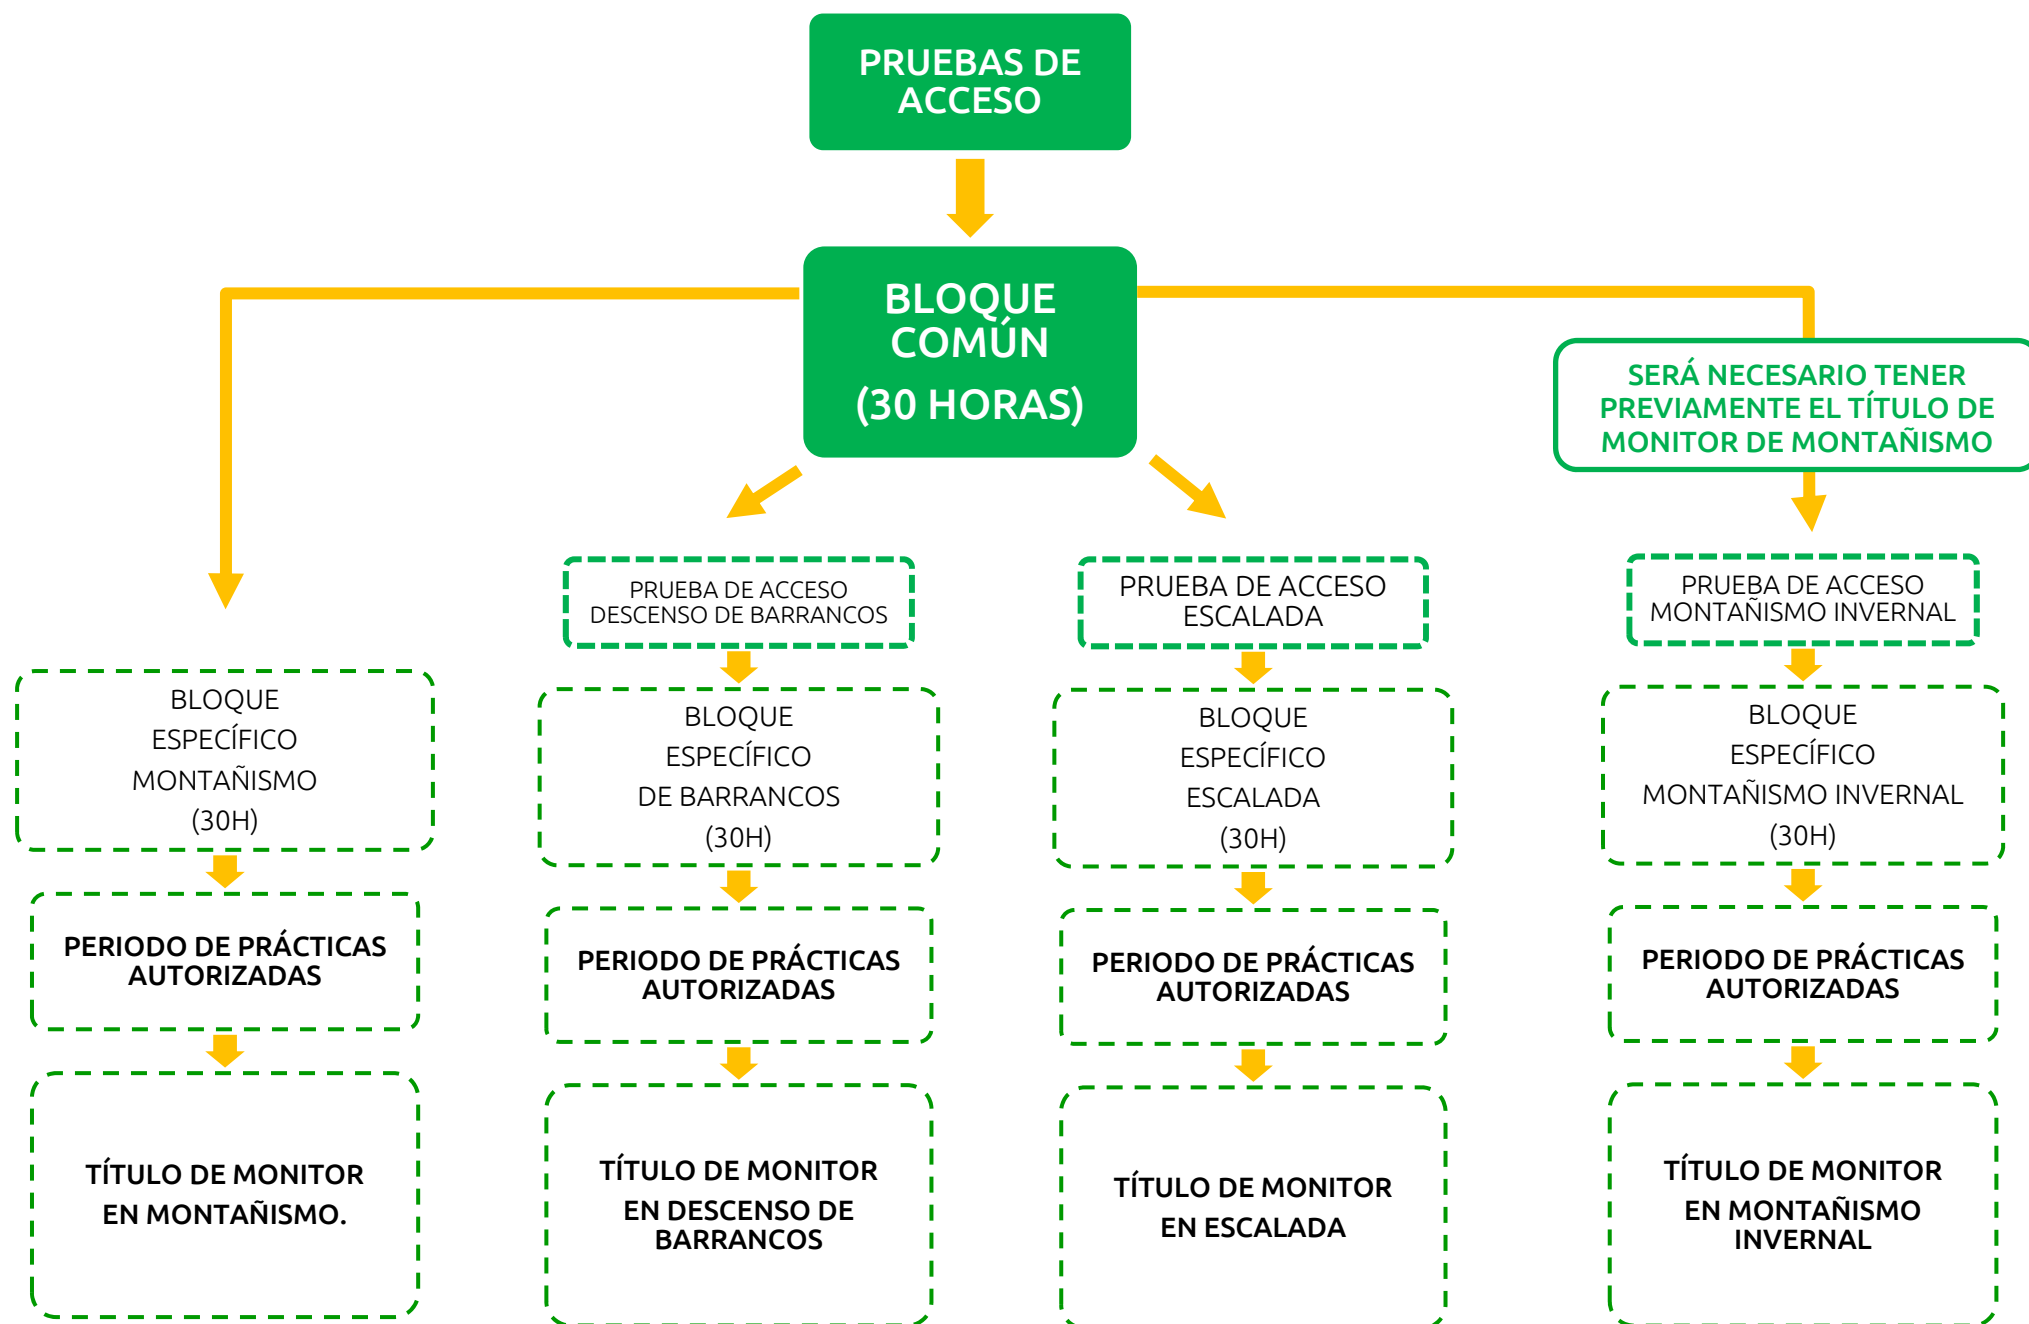 PRUEBAS DE
ACCESO
BLOQUE
COMÚN
(30 HORAS)
SERÁ NECESARIO TENER
PREVIAMENTE EL TÍTULO DE
MONITOR DE MONTAÑISMO
BLOQUE
ESPECÍFICO
MONTAÑISMO
(30H)
PERIODO DE PRÁCTICAS
AUTORIZADAS
TÍTULO DE MONITOR
EN MONTAÑISMO.
PRUEBA DE ACCESO
DESCENSO DE BARRANCOS
BLOQUE
ESPECÍFICO
DE BARRANCOS
(30H)
PERIODO DE PRÁCTICAS
AUTORIZADAS
TÍTULO DE MONITOR
EN DESCENSO DE
BARRANCOS
PRUEBA DE ACCESO
ESCALADA
BLOQUE
ESPECÍFICO
ESCALADA
(30H)
PERIODO DE PRÁCTICAS
AUTORIZADAS
TÍTULO DE MONITOR
EN ESCALADA
PRUEBA DE ACCESO
MONTAÑISMO INVERNAL
BLOQUE
ESPECÍFICO
MONTAÑISMO INVERNAL
(30H)
PERIODO DE PRÁCTICAS
AUTORIZADAS
TÍTULO DE MONITOR
EN MONTAÑISMO
INVERNAL